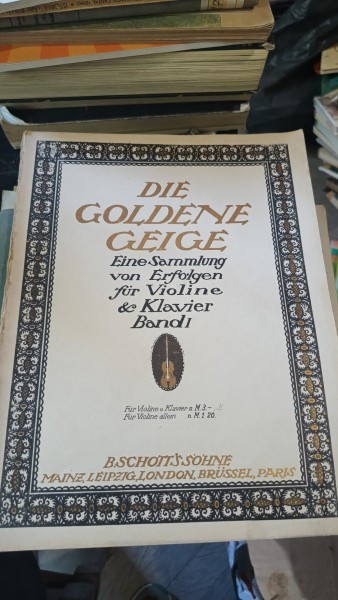 DIE
GOLDENE
GEIGE
Eine Sammlung
von Erfolgen
für Violine
& Klavier
Band I
Für Violine u. Klavier n. M. 3.–
Für Violine allein n. M. 1 20.
B. SCHOTT'S SÖHNE
MAINZ, LEIPZIG, LONDON, BRÜSSEL, PARIS